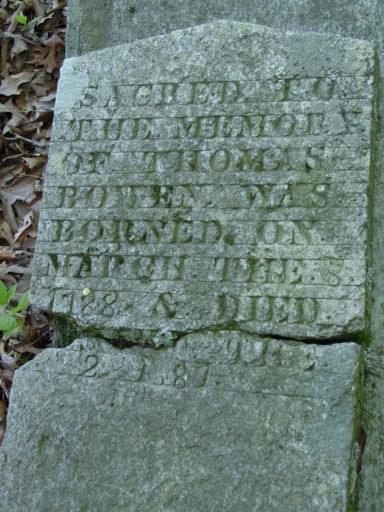 SACRED TO
THE MEMORY
OF THOMAS
BOWEN WAS
BORNED ON
MARCH THE 8
1788 & DIED